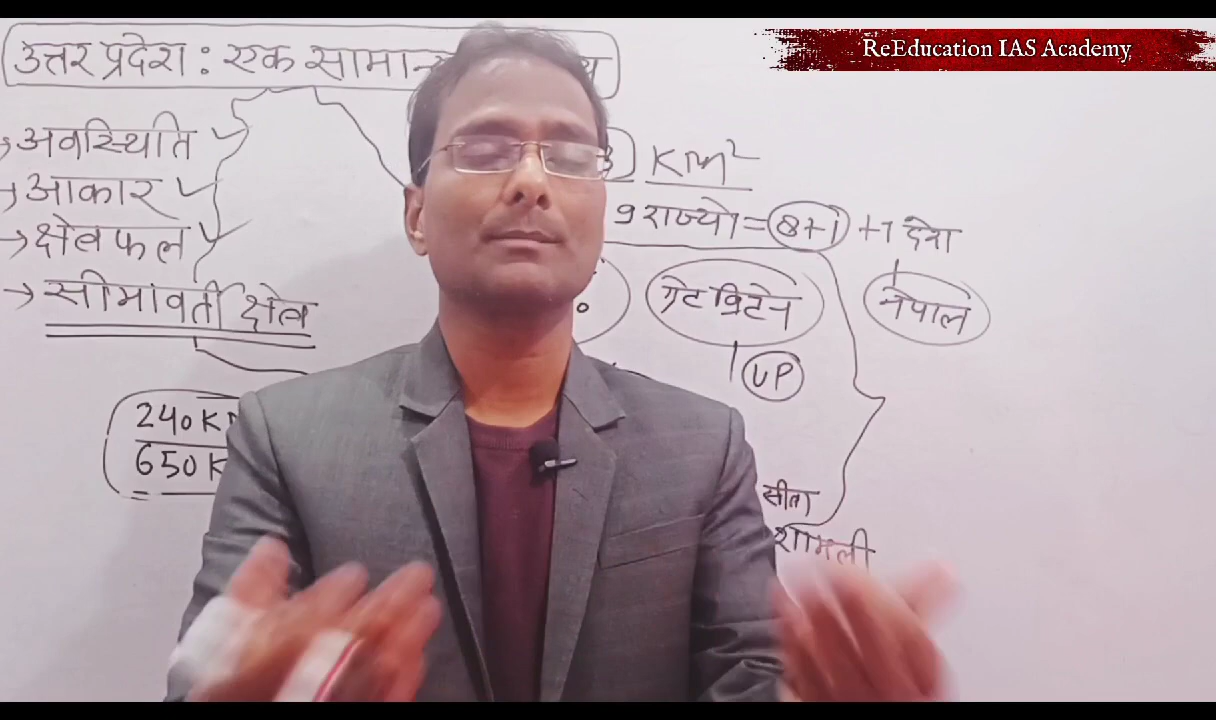 ReEducation IAS Academy
उत्तर प्रदेश : एक सामान्य
→ अवस्थिति
→ आकार
→ क्षेत्रफल
→ सीमावर्ती क्षेत्र
240 K
650 K
3) Km²
9 राज्यो = 8+1 + 1 देश
ग्रेट ब्रिटेन
नेपाल
UP
सीता
शामली